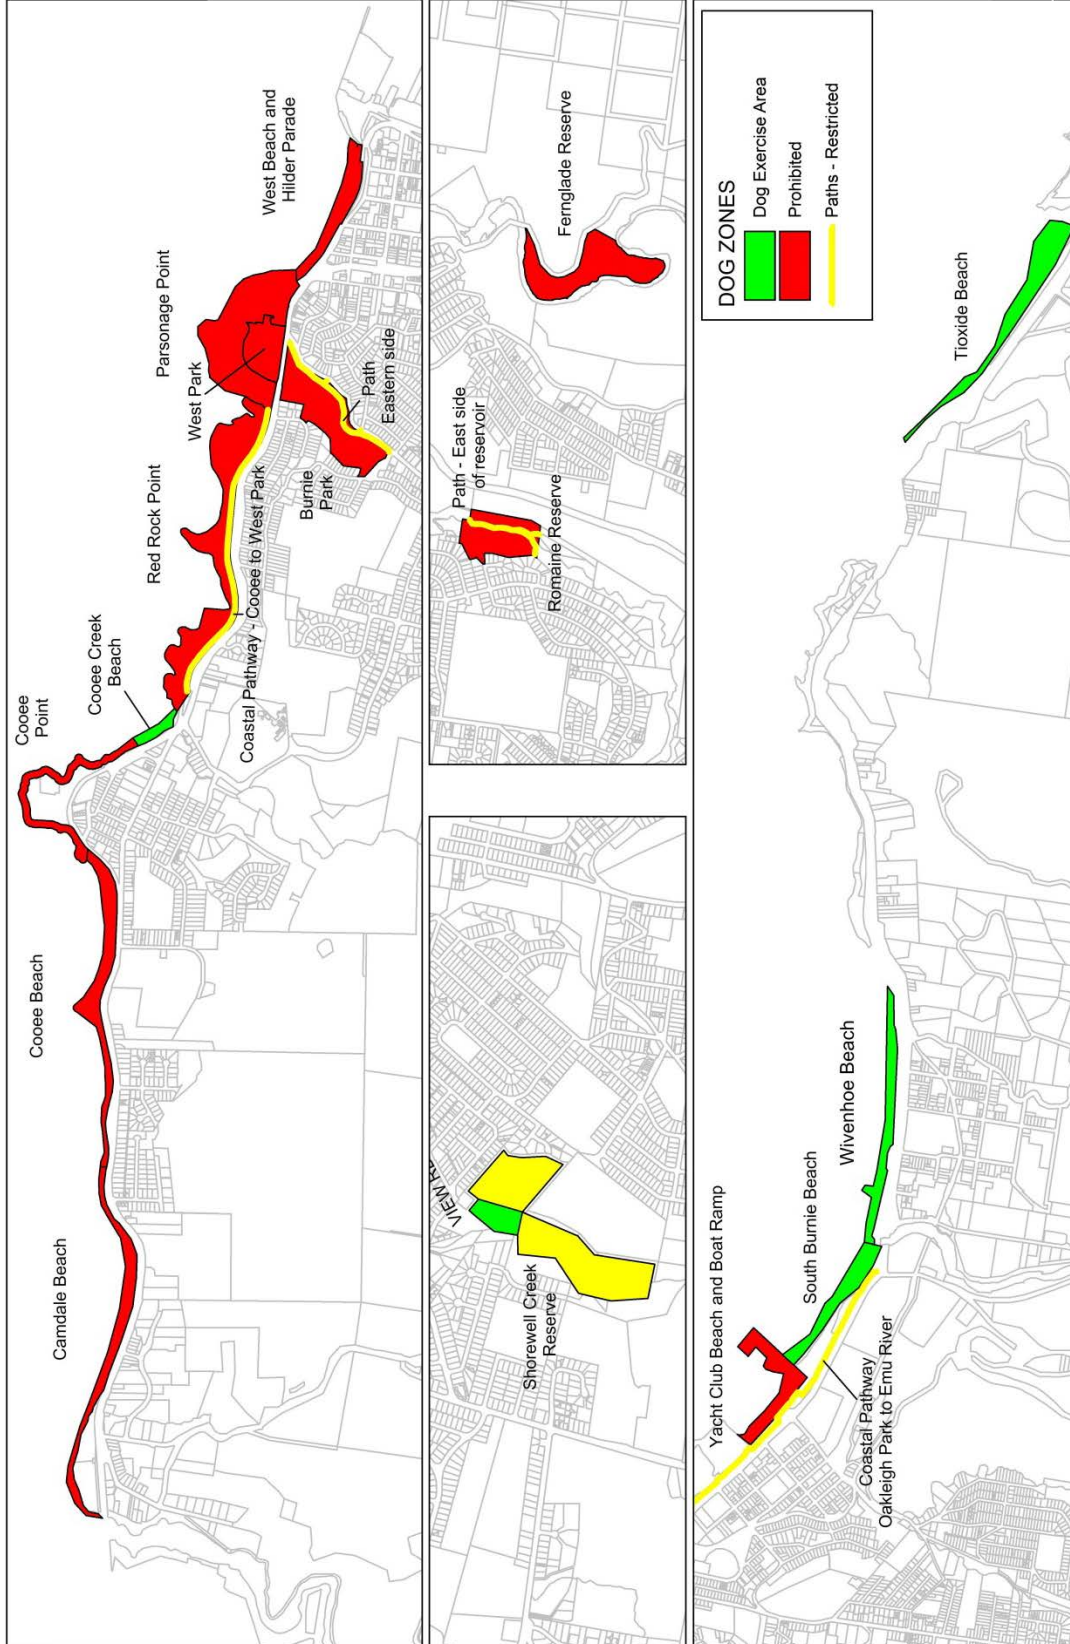 Camdale Beach
Cooee Beach
Cooee
Point
Cooee Creek
Beach
Red Rock Point
West Park
Parsonage Point
West Beach and
Hilder Parade
Coastal Pathway - Cooee to West Park
Burnie
Park
Path
Eastern side
VIEW RD
Shorewell Creek
Reserve
Path - East side
of reservoir
Romaine Reserve
Fernglade Reserve
Yacht Club Beach and Boat Ramp
South Burnie Beach
Wivenhoe Beach
Coastal Pathway
Oakleigh Park to Emu River
Tioxide Beach
DOG ZONES
Dog Exercise Area
Prohibited
Paths - Restricted